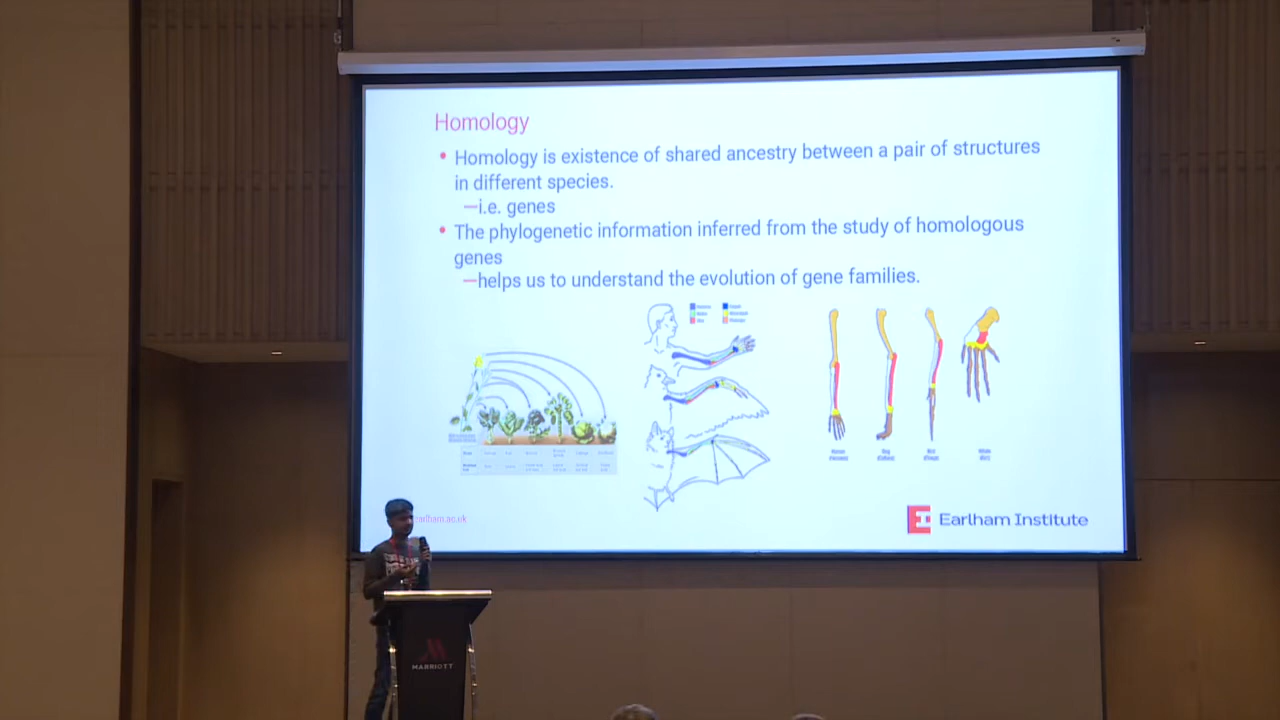 Homology
• Homology is existence of shared ancestry between a pair of structures
in different species.
—i.e. genes
• The phylogenetic information inferred from the study of homologous
genes
—helps us to understand the evolution of gene families.
earlham.ac.uk
Earlham Institute
MARRIOTT